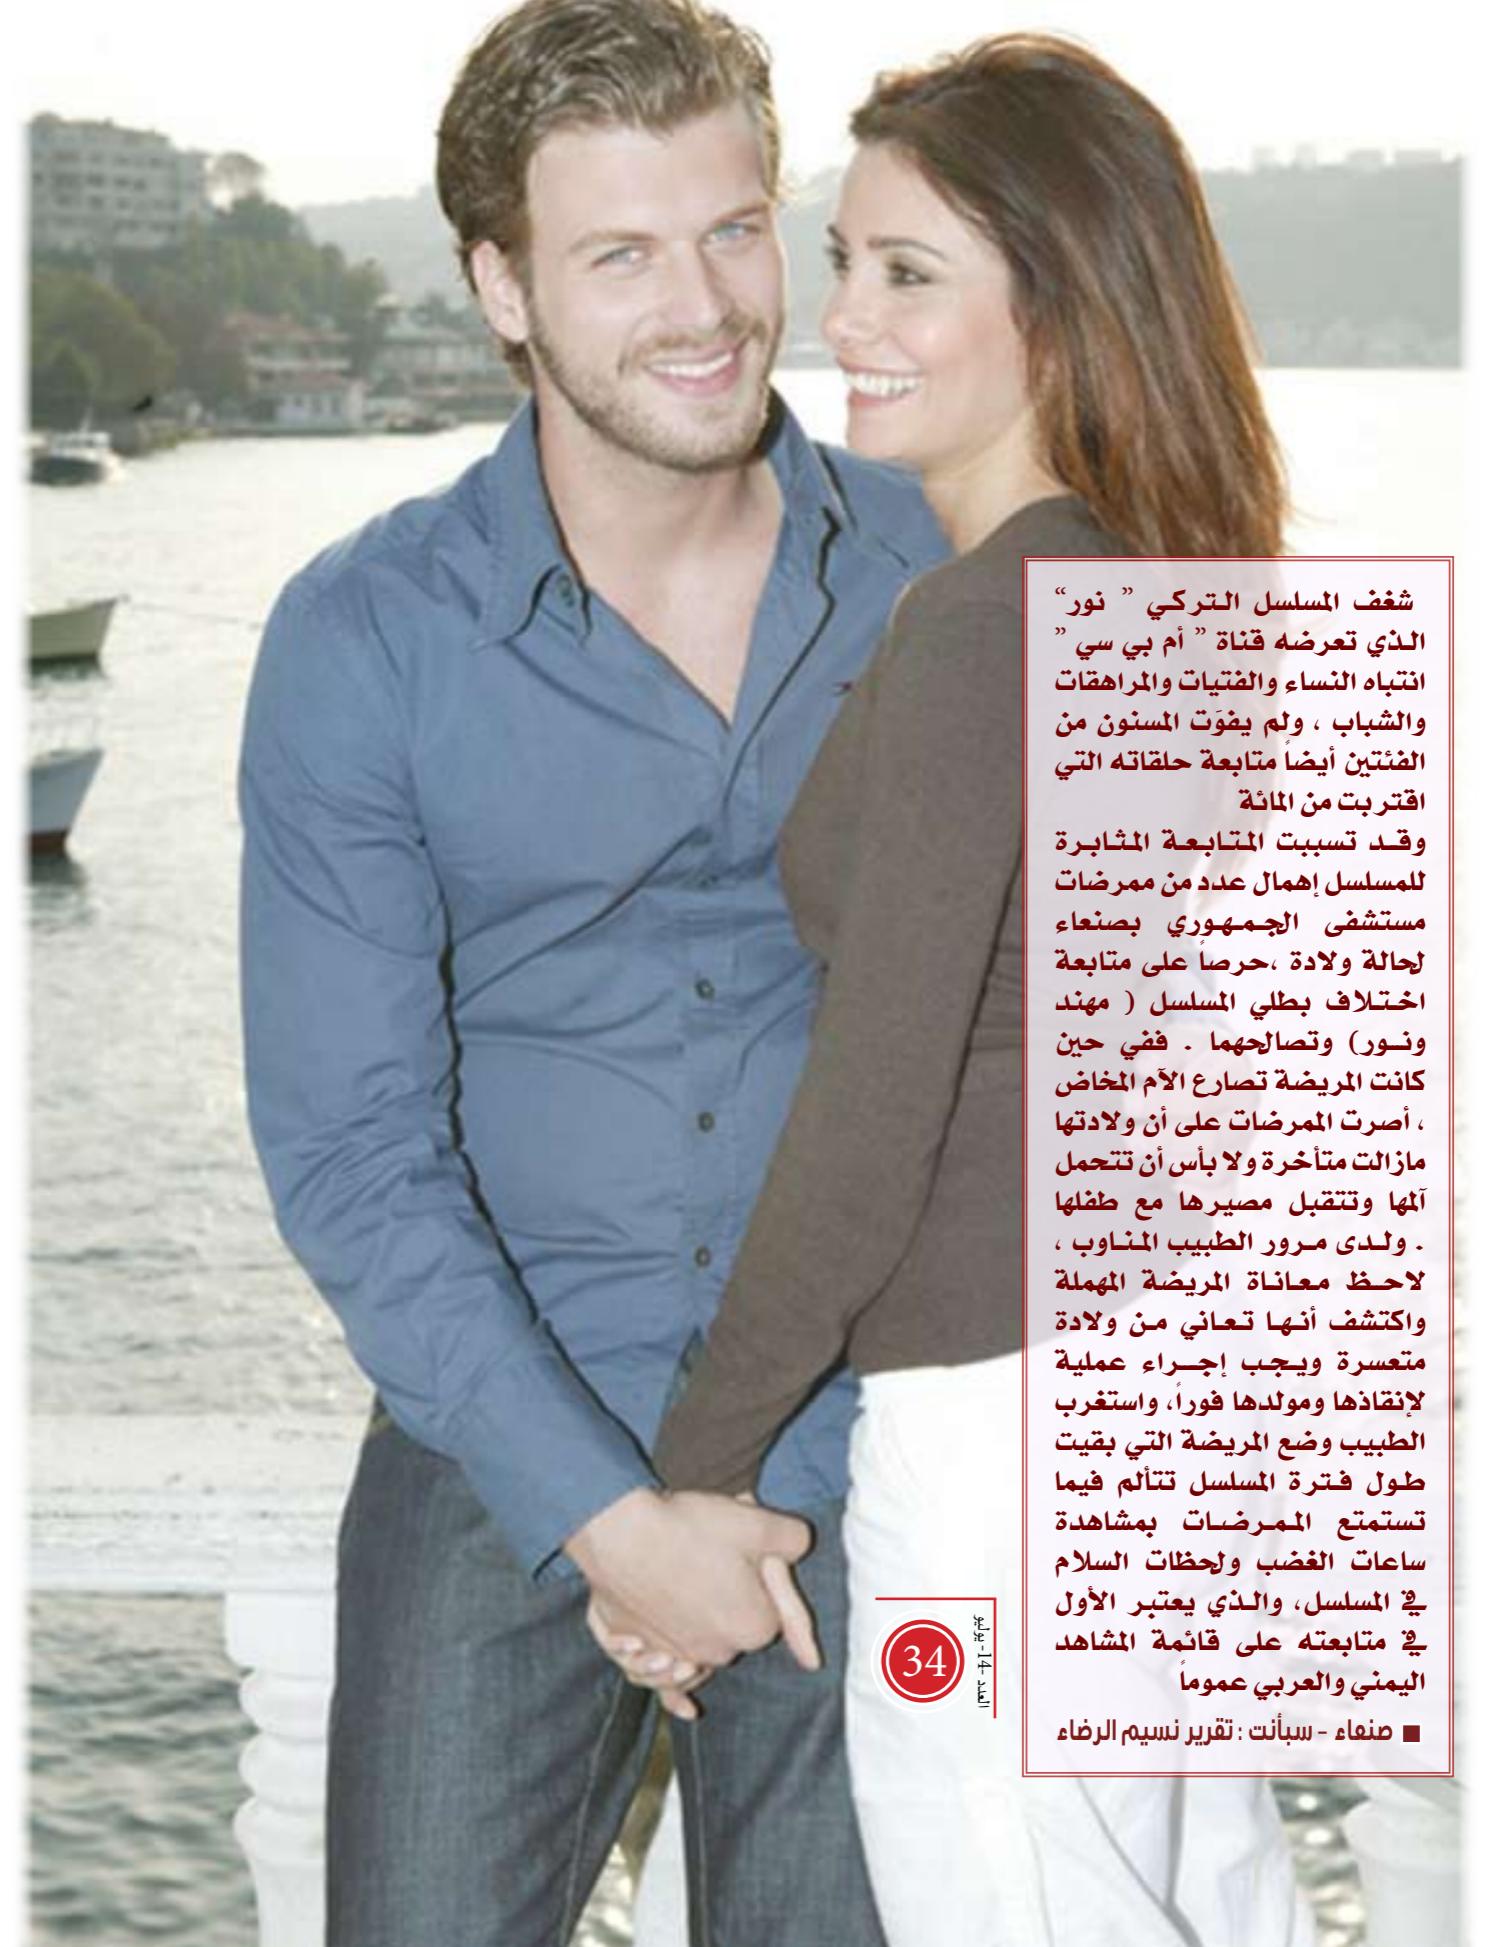 شغف المسلسل التركي ” نور“
الذي تعرضه قناة ” أم بي سي ”
انتباه النساء والفتيات والمراهقات
والشباب ، ولم يفوَت المسنون من
الفئتين أيضاً متابعة حلقاته التي
اقتربت من المائة
وقد تسببت المتابعة المثابرة
للمسلسل إهمال عدد من ممرضات
مستشفى الجمهوري بصنعاء
لحالة ولادة ،حرصاً على متابعة
اختلاف بطلي المسلسل ( مهند
ونور) وتصالحهما . ففي حين
كانت المريضة تصارع الآم المخاض
، أصرت الممرضات على أن ولادتها
مازالت متأخرة ولا بأس أن تتحمل
آلمها وتتقبل مصيرها مع طفلها
. ولدى مرور الطبيب المناوب ،
لاحظ معاناة المريضة المهملة
واكتشف أنها تعاني من ولادة
متعسرة ويجب إجراء عملية
لإنقاذها ومولدها فوراً، واستغرب
الطبيب وضع المريضة التي بقيت
طول فترة المسلسل تتألم فيما
تستمتع الممرضات بمشاهدة
ساعات الغضب ولحظات السلام
في المسلسل، والذي يعتبر الأول
في متابعته على قائمة المشاهد
اليمني والعربي عموماً
■ صنعاء - سبأنت : تقرير نسيم الرضاء
العدد -14- يوليو
34